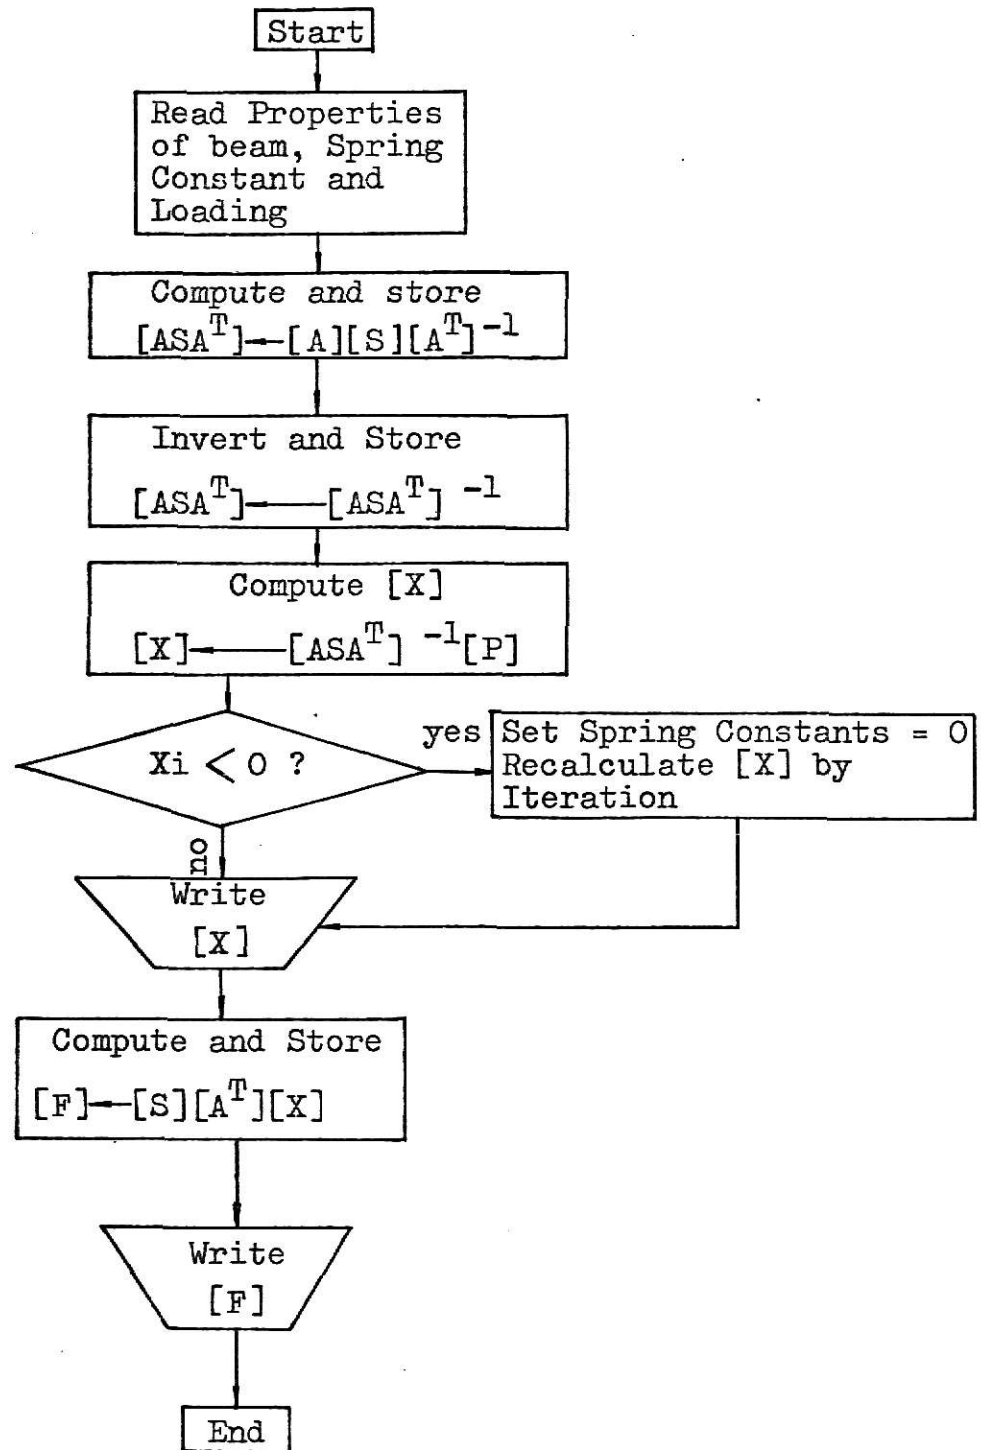 Start
Read Properties
of beam, Spring
Constant and
Loading
Compute and store
[ASA^T]←[A][S][A^T]^-1
Invert and Store
[ASA^T]←[ASA^T]^-1
Compute [X]
[X]←[ASA^T]^-1[P]
Xi < 0 ?
yes
Set Spring Constants = 0
Recalculate [X] by
Iteration
no
Write
[X]
Compute and Store
[F]←[S][A^T][X]
Write
[F]
End